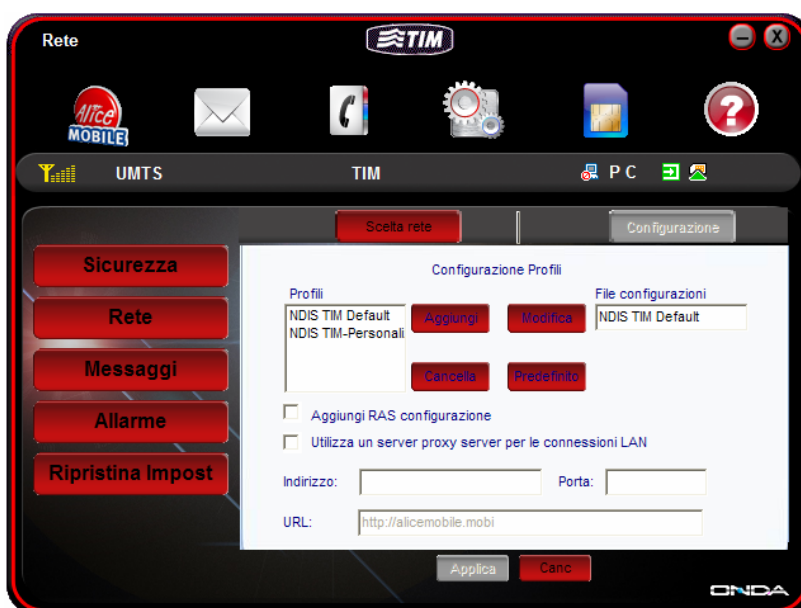 Rete
TIM
Alice
MOBILE
UMTS
TIM
PC
Scelta rete
Configurazione
Sicurezza
Rete
Messaggi
Allarme
Ripristina Impost
Configurazione Profili
Profili
File configurazioni
NDIS TIM Default
NDIS TIM-Personali
Aggiungi
Modifica
NDIS TIM Default
Cancella
Predefinito
Aggiungi RAS configurazione
Utilizza un server proxy server per le connessioni LAN
Indirizzo:
Porta:
URL:
http://alicemobile.mobi
Applica
Canc
ONDA